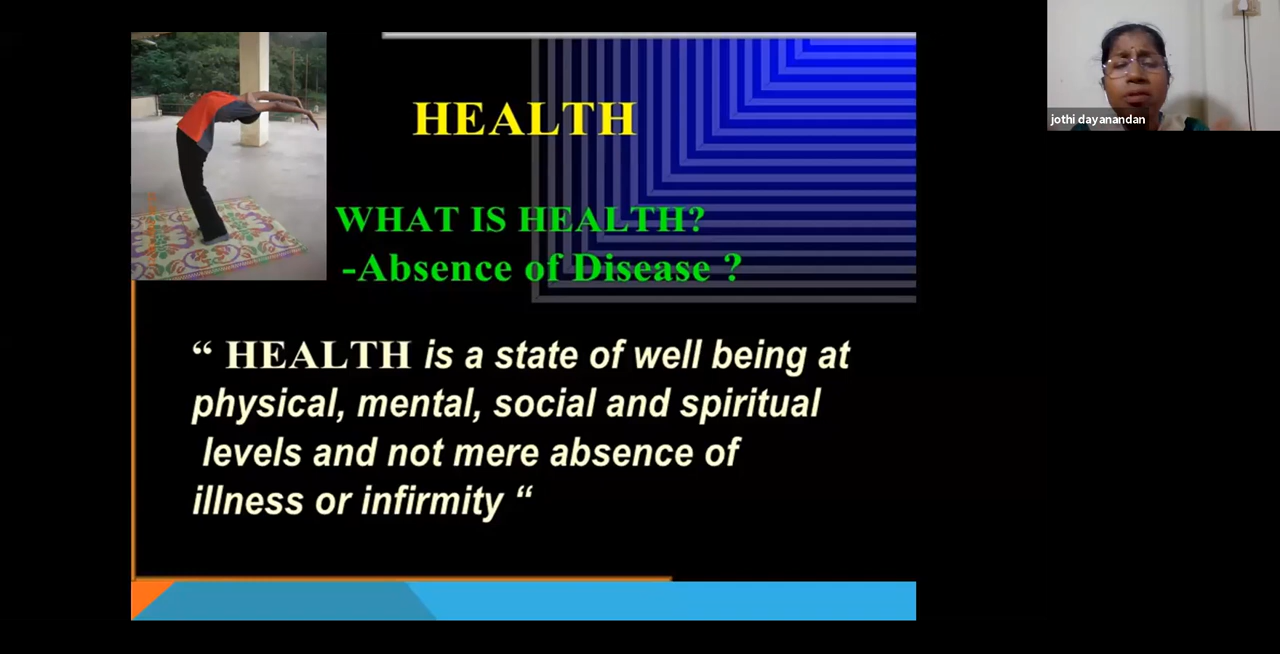 HEALTH
WHAT IS HEALTH?
-Absence of Disease ?
“ HEALTH is a state of well being at
physical, mental, social and spiritual
levels and not mere absence of
illness or infirmity “
jothi dayanandan